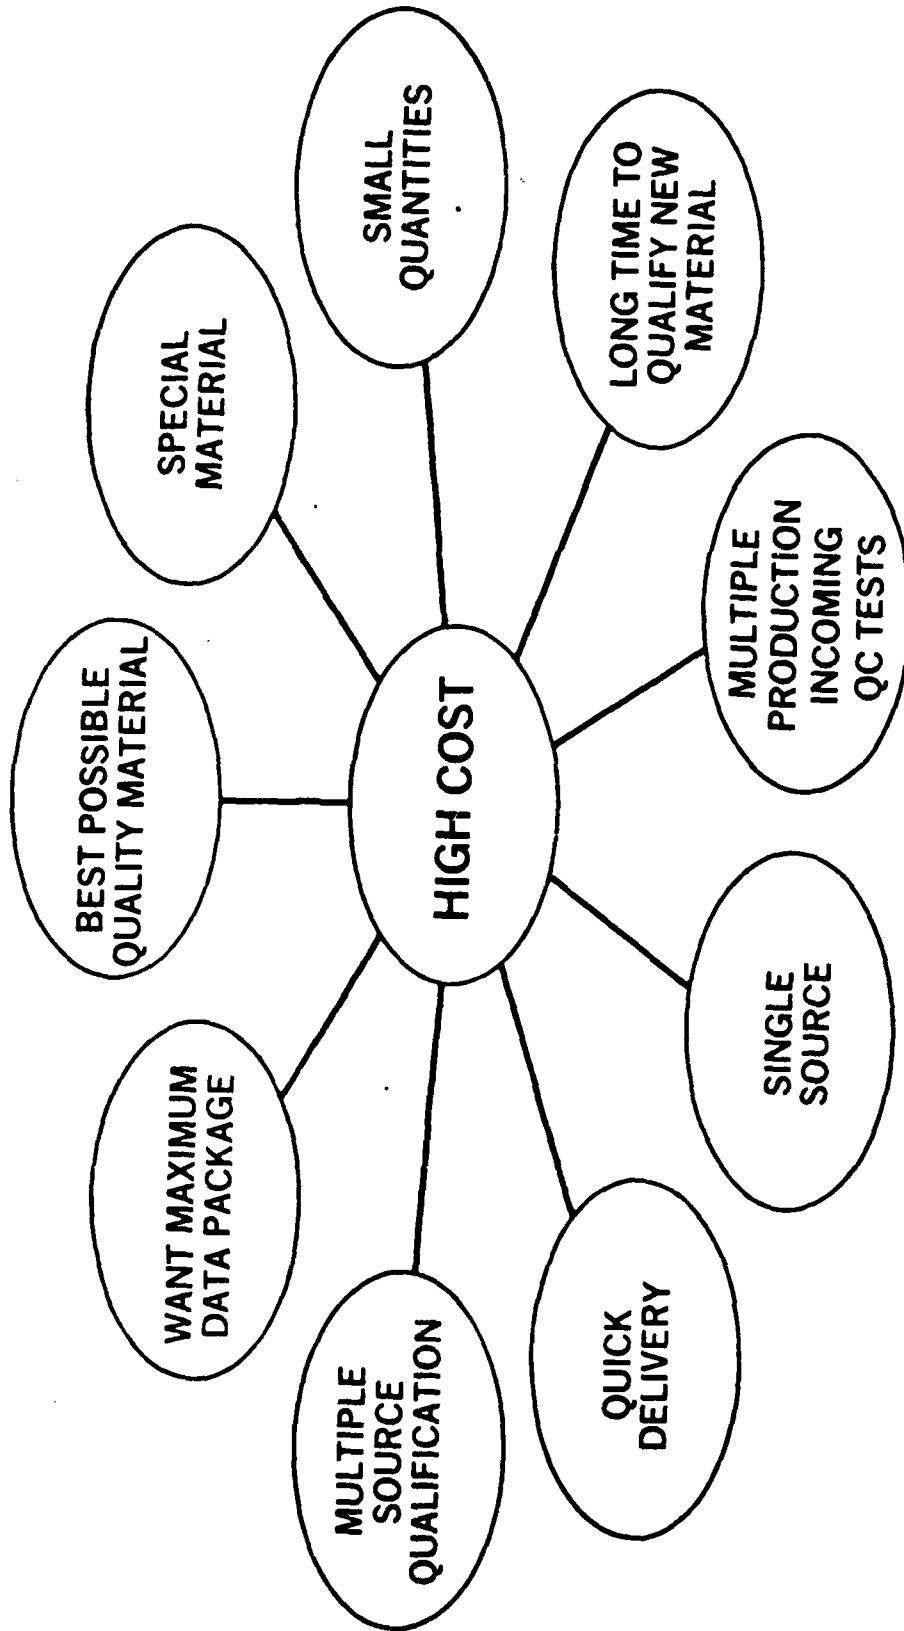 BEST POSSIBLE
QUALITY MATERIAL
SPECIAL
MATERIAL
SMALL
QUANTITIES
LONG TIME TO
QUALIFY NEW
MATERIAL
MULTIPLE
PRODUCTION
INCOMING
QC TESTS
SINGLE
SOURCE
QUICK
DELIVERY
MULTIPLE
SOURCE
QUALIFICATION
WANT MAXIMUM
DATA PACKAGE
HIGH COST